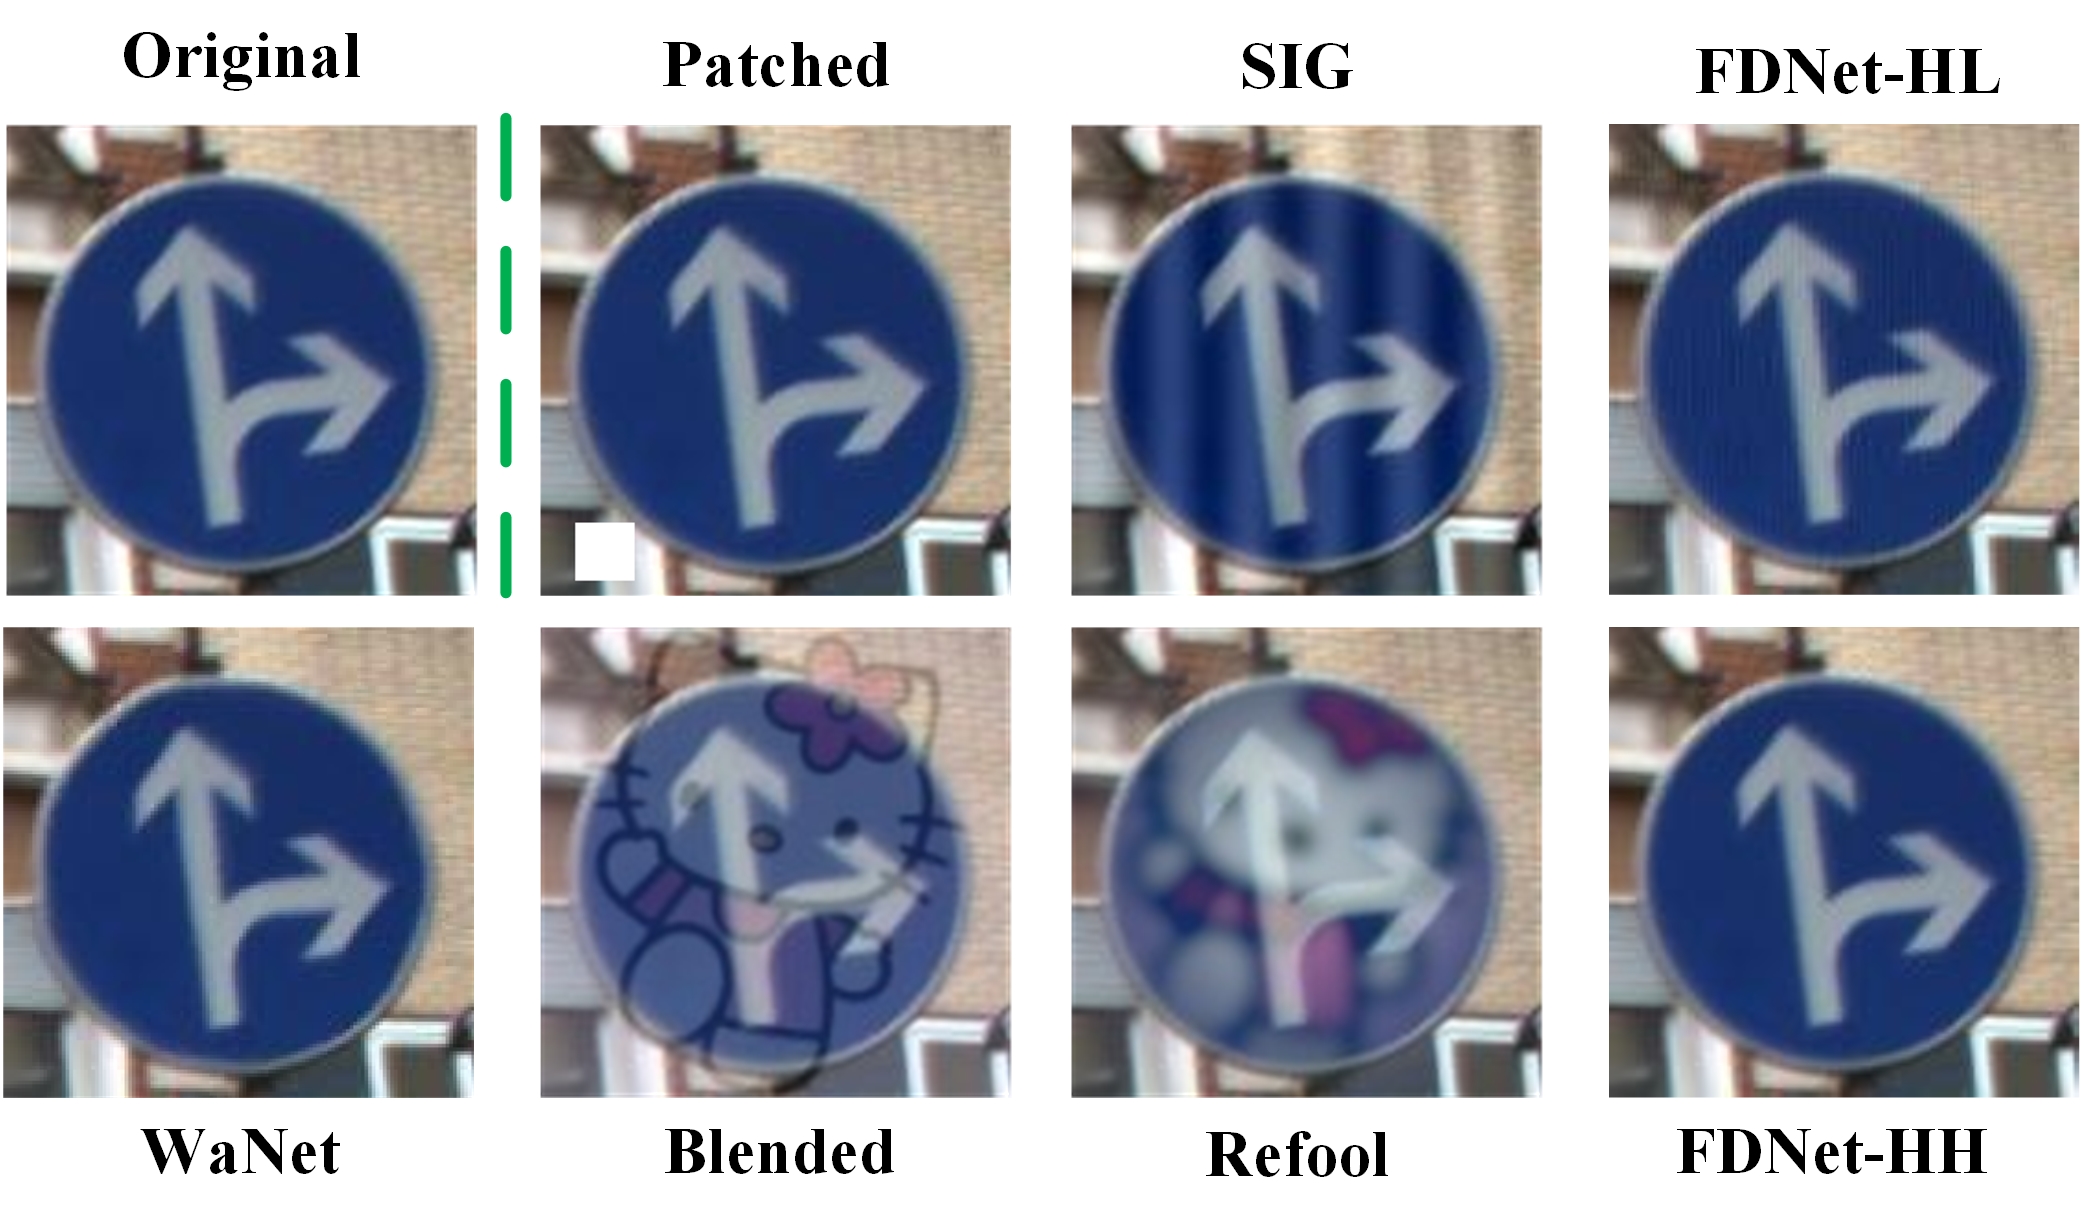 Original
Patched
SIG
FDNet-HL
WaNet
Blended
Refool
FDNet-HH